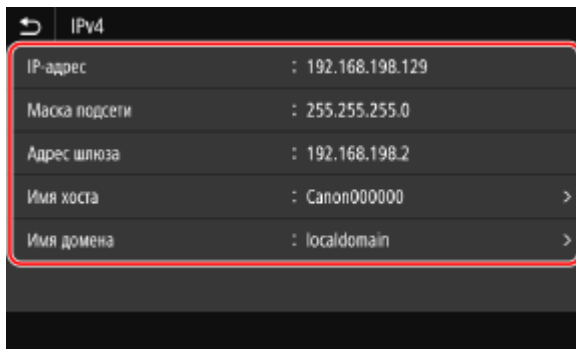 IPv4
IP-адрес : 192.168.198.129
Маска подсети : 255.255.255.0
Адрес шлюза : 192.168.198.2
Имя хоста : Canon000000 >
Имя домена : localdomain >